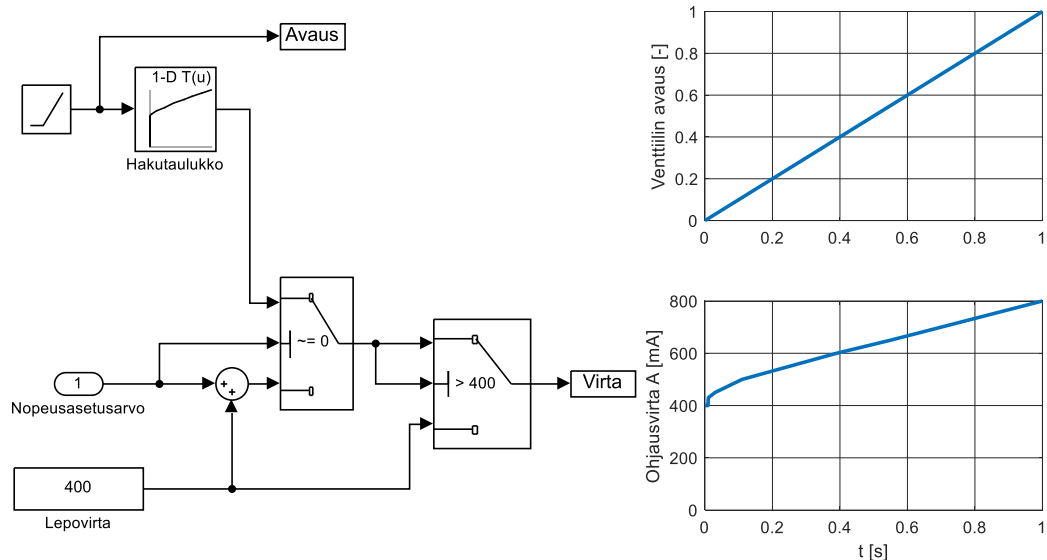 Avaus
1-D T(u)
Hakutaulukko
~= 0
> 400
1
Nopeusasetusarvo
+
+
Virta
400
Lepovirta
Venttiilin avaus [-]
1
0.8
0.6
0.4
0.2
0
0 0.2 0.4 0.6 0.8 1
Ohjausvirta A [mA]
800
600
400
200
0
0 0.2 0.4 0.6 0.8 1
t [s]